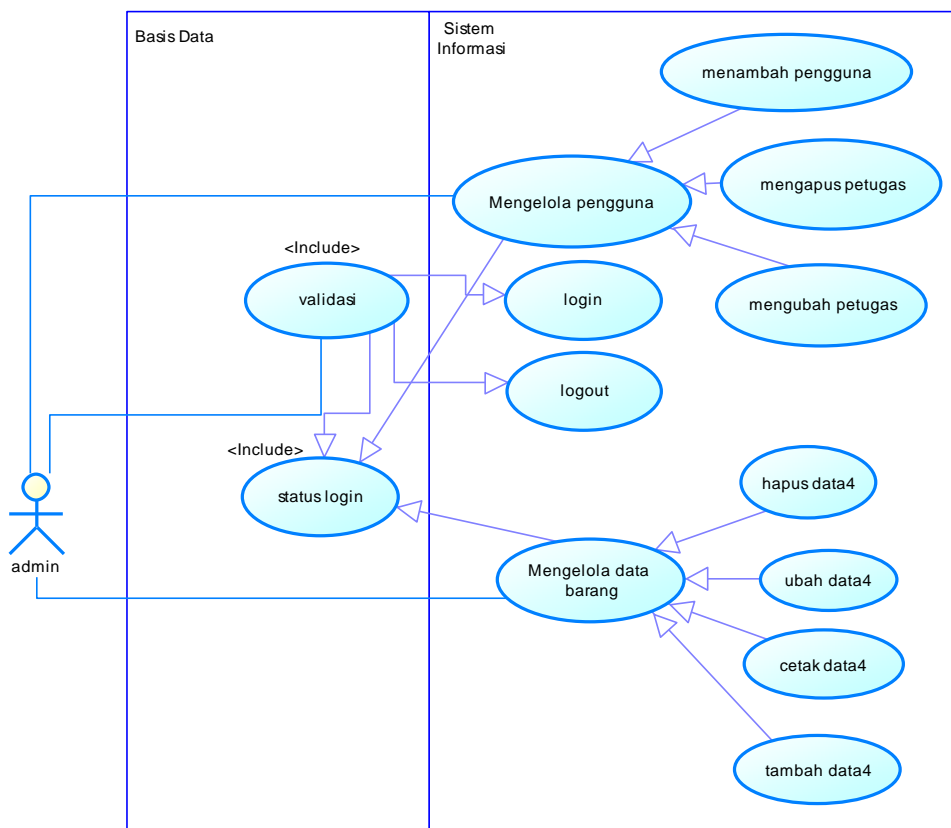 Basis Data
Sistem
Informasi
menambah pengguna
mengapus petugas
Mengelola pengguna
<Include>
validasi
login
mengubah petugas
logout
<Include>
status login
hapus data4
admin
Mengelola data
barang
ubah data4
cetak data4
tambah data4